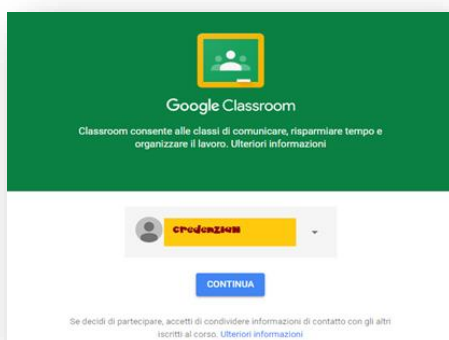 Google Classroom
Classroom consente alle classi di comunicare, risparmiare tempo e
organizzare il lavoro. Ulteriori informazioni
credenziali
CONTINUA
Se decidi di partecipare, accetti di condividere informazioni di contatto con gli altri
iscritti al corso. Ulteriori informazioni